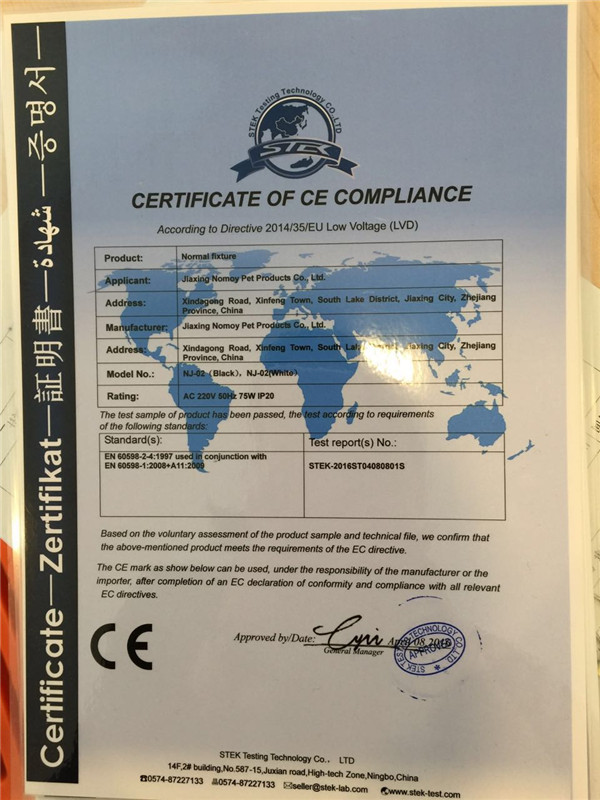 Certificate—Zertifikat—証明書—شهادة—증명서—
STEK Testing Technology CO.,LTD
STEK
CERTIFICATE OF CE COMPLIANCE
According to Directive 2014/35/EU Low Voltage (LVD)
Product: Normal fixture
Applicant: Jiaxing Nomoy Pet Products Co., Ltd.
Address: Xindagong Road, Xinfeng Town, South Lake District, Jiaxing City, Zhejiang
Province, China
Manufacturer: Jiaxing Nomoy Pet Products Co., Ltd.
Address: Xindagong Road, Xinfeng Town, South Jiaxing City, Zhejiang
Province, China
Model No.: NJ-02 (Black), NJ-02(White)
Rating: AC 220V 50Hz 75W IP20
The test sample of product has been passed, the test according to requirements
of the following standards:
Standard(s): Test report(s) No.:
EN 60598-2-4:1997 used in conjunction with
EN 60598-1:2008+A11:2009
STEK-2016ST04080801S
Based on the voluntary assessment of the product sample and technical file, we confirm that
the above-mentioned product meets the requirements of the EC directive.
The CE mark as show below can be used, under the responsibility of the manufacturer or the
importer, after completion of an EC declaration of conformity and compliance with all relevant
EC directives.
CE
Approved by/Date: April 08, 2016
General Manager
STEK TESTING TECHNOLOGY CO.,LTD
APPROVED
STEK Testing Technology Co., LTD
14F,2# building,No.587-15,Juxian road,High-tech Zone,Ningbo,China
0574-87227133 0574-87227133 seller@stek-lab.com www.stek-test.com